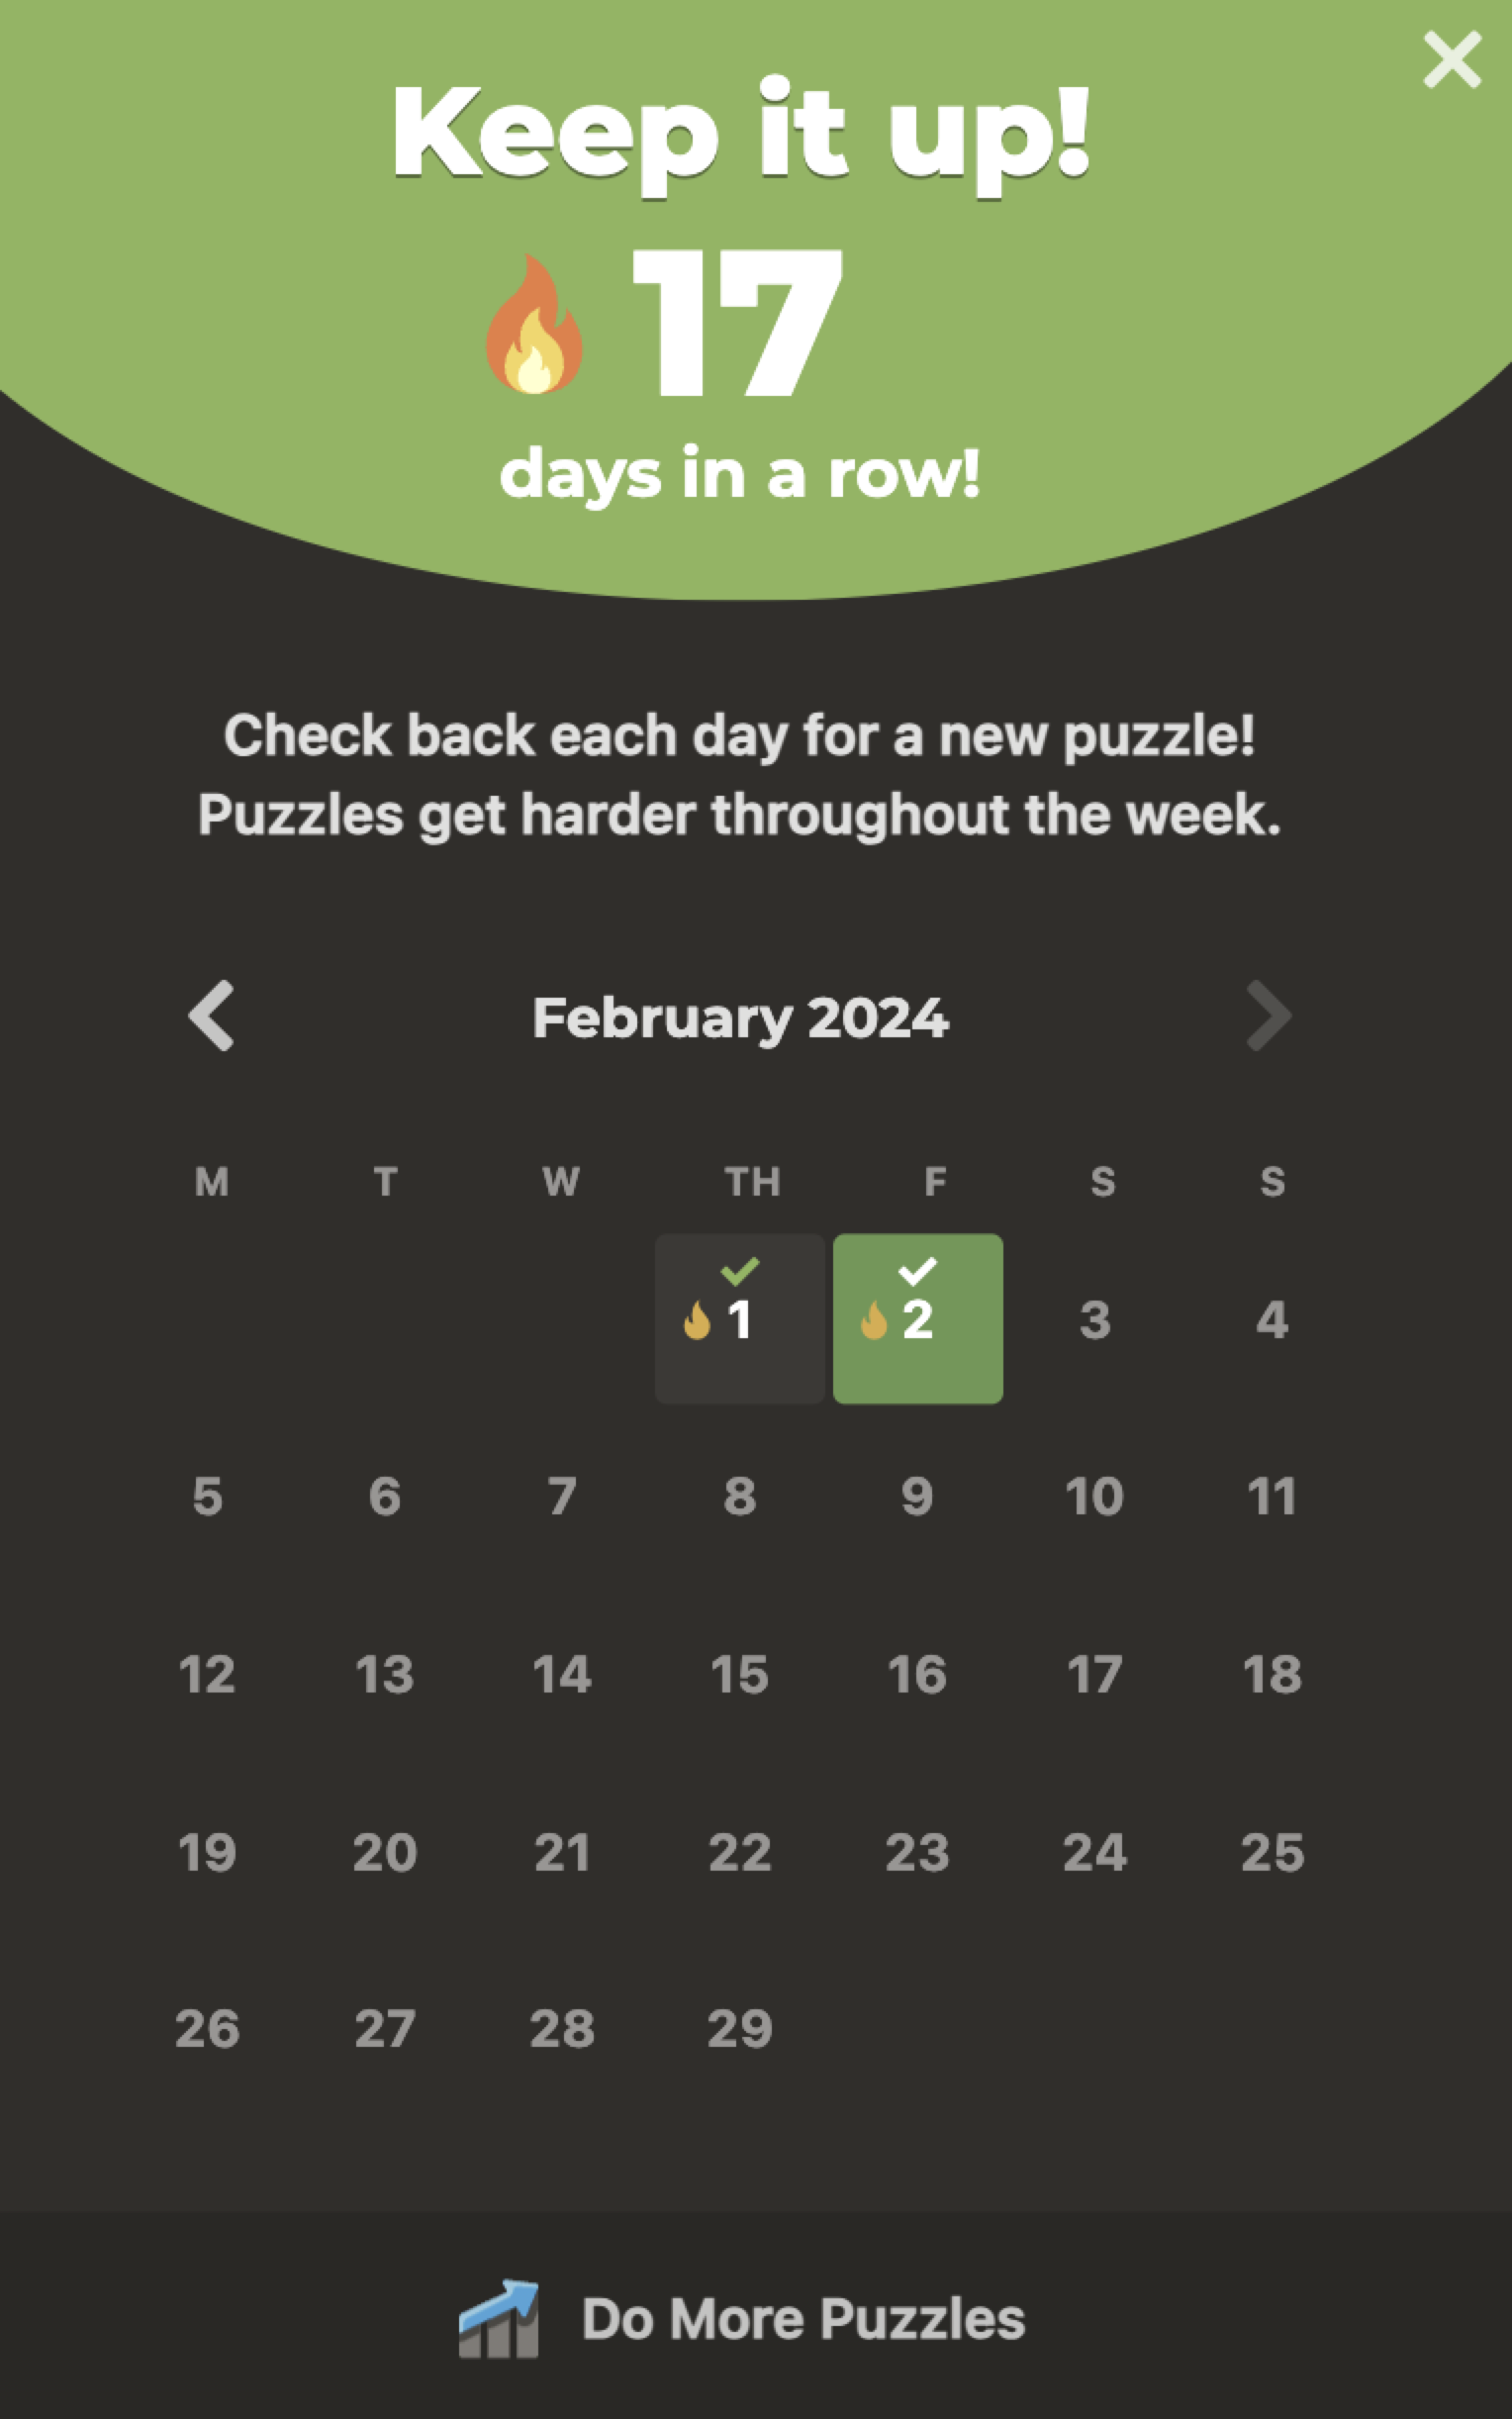 Keep it up!
17
days in a row!
Check back each day for a new puzzle!
Puzzles get harder throughout the week.
February 2024
M T W TH F S S
1 2 3 4
5 6 7 8 9 10 11
12 13 14 15 16 17 18
19 20 21 22 23 24 25
26 27 28 29
Do More Puzzles